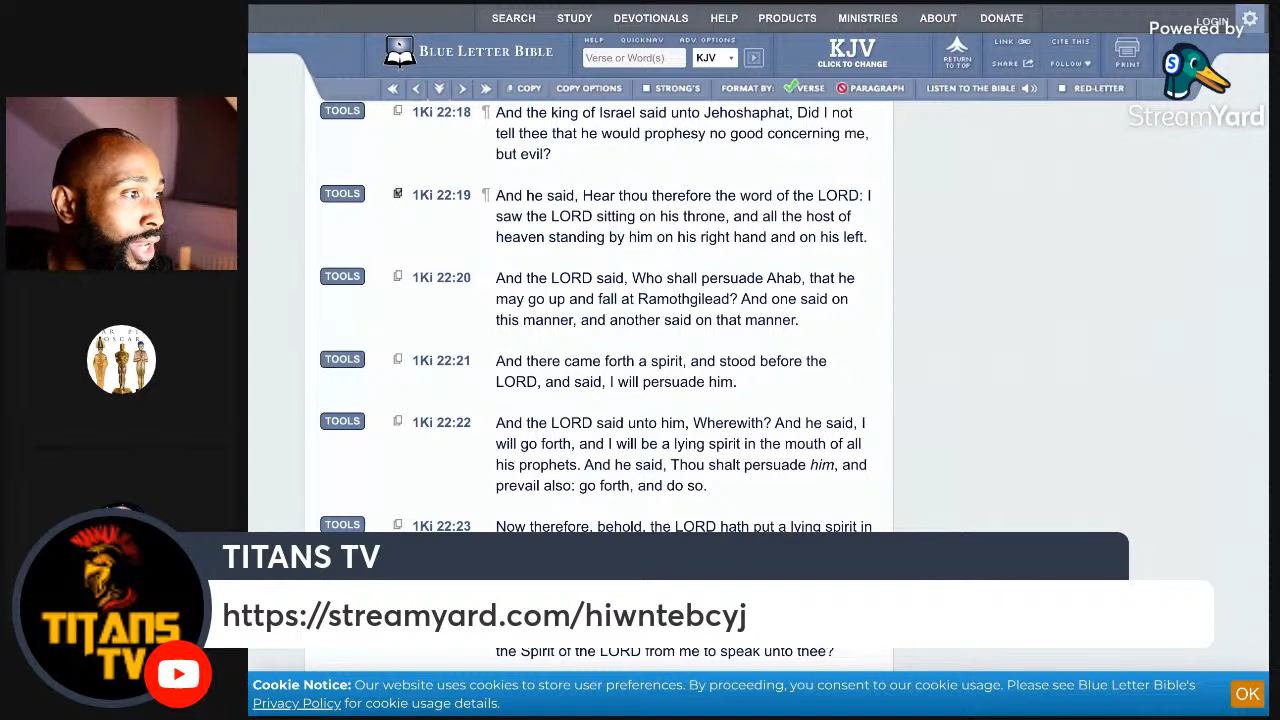 SEARCH STUDY DEVOTIONALS HELP PRODUCTS MINISTRIES ABOUT DONATE LOGIN
Powered by
StreamYard
BLUE LETTER BIBLE
HELP QUICKNAV ADV. OPTIONS
Verse or Word(s) KJV
KJV
CLICK TO CHANGE
RETURN
TO TOP
LINK CITE THIS
SHARE FOLLOW
PRINT
COPY COPY OPTIONS STRONG'S FORMAT BY: VERSE PARAGRAPH LISTEN TO THE BIBLE RED-LETTER
TOOLS 1Ki 22:18 ¶ And the king of Israel said unto Jehoshaphat, Did I not
tell thee that he would prophesy no good concerning me,
but evil?
TOOLS 1Ki 22:19 ¶ And he said, Hear thou therefore the word of the LORD: I
saw the LORD sitting on his throne, and all the host of
heaven standing by him on his right hand and on his left.
TOOLS 1Ki 22:20 And the LORD said, Who shall persuade Ahab, that he
may go up and fall at Ramothgilead? And one said on
this manner, and another said on that manner.
TOOLS 1Ki 22:21 And there came forth a spirit, and stood before the
LORD, and said, I will persuade him.
TOOLS 1Ki 22:22 And the LORD said unto him, Wherewith? And he said, I
will go forth, and I will be a lying spirit in the mouth of all
his prophets. And he said, Thou shalt persuade him, and
prevail also: go forth, and do so.
TOOLS 1Ki 22:23 Now therefore, behold, the LORD hath put a lying spirit in
TITANS TV
https://streamyard.com/hiwntebcyj
TITANS
TV
the Spirit of the LORD from me to speak unto thee?
Cookie Notice: Our website uses cookies to store user preferences. By proceeding, you consent to our cookie usage. Please see Blue Letter Bible's
Privacy Policy for cookie usage details.
OK